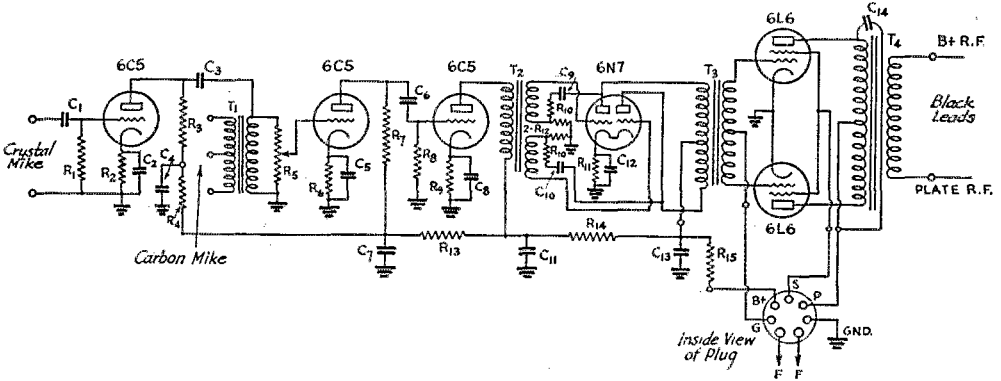 6C5
6C5
6C5
6N7
6L6
6L6
C1
R1
R2
C2
C3
R3
C4
R4
T1
R5
R6
C5
R7
C6
R8
R9
C8
T2
C9
R10
2-R12
R10
C10
R11
C12
T3
C14
T4
C7
R13
C11
R14
C13
R15
Crystal
Mike
Carbon Mike
B+ R.F.
Black
Leads
PLATE R.F.
B+
S
P
G
GND.
F
F
Inside View
of Plug